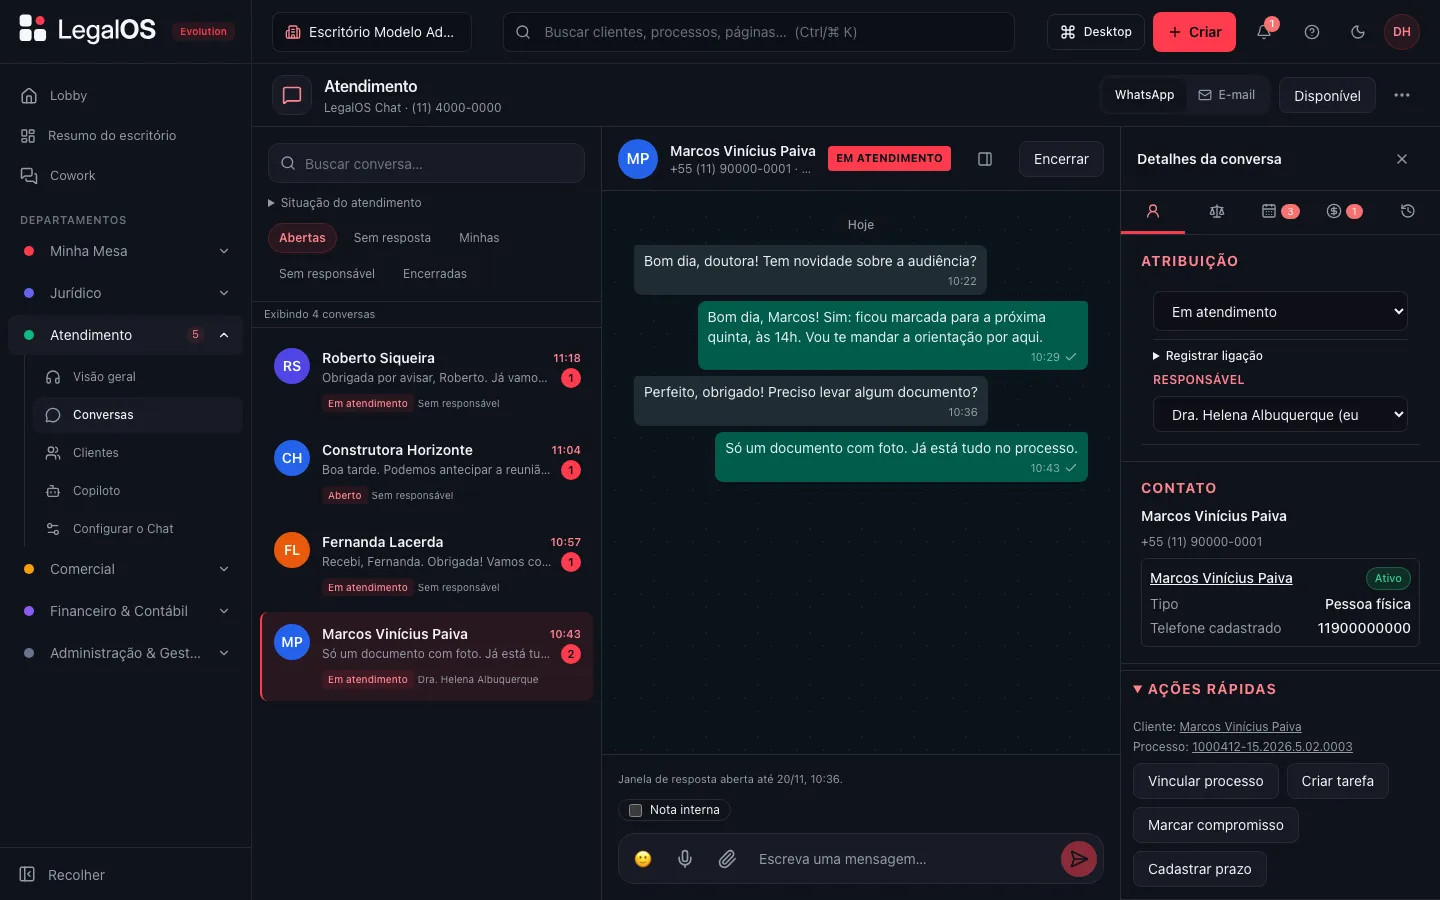 LegalOS
Evolution
Escritório Modelo Ad...
Buscar clientes, processos, páginas... (Ctrl/⌘ K)
Desktop
Criar
1
DH
Lobby
Resumo do escritório
Cowork
DEPARTAMENTOS
Minha Mesa
Jurídico
Atendimento
5
Visão geral
Conversas
Clientes
Copiloto
Configurar o Chat
Comercial
Financeiro & Contábil
Administração & Gest...
Recolher
Atendimento
LegalOS Chat · (11) 4000-0000
WhatsApp
E-mail
Disponível
Buscar conversa...
Situação do atendimento
Abertas
Sem resposta
Minhas
Sem responsável
Encerradas
Exibindo 4 conversas
RS
Roberto Siqueira
11:18
Obrigada por avisar, Roberto. Já vamo...
1
Em atendimento
Sem responsável
CH
Construtora Horizonte
11:04
Boa tarde. Podemos antecipar a reuniã...
1
Aberto
Sem responsável
FL
Fernanda Lacerda
10:57
Recebi, Fernanda. Obrigada! Vamos co...
1
Em atendimento
Sem responsável
MP
Marcos Vinícius Paiva
10:43
Só um documento com foto. Já está tu...
2
Em atendimento
Dra. Helena Albuquerque
MP
Marcos Vinícius Paiva
+55 (11) 90000-0001 · ...
EM ATENDIMENTO
Encerrar
Hoje
Bom dia, doutora! Tem novidade sobre a audiência?
10:22
Bom dia, Marcos! Sim: ficou marcada para a próxima
quinta, às 14h. Vou te mandar a orientação por aqui.
10:29
Perfeito, obrigado! Preciso levar algum documento?
10:36
Só um documento com foto. Já está tudo no processo.
10:43
Janela de resposta aberta até 20/11, 10:36.
Nota interna
Escreva uma mensagem...
Detalhes da conversa
3
1
ATRIBUIÇÃO
Em atendimento
Registrar ligação
RESPONSÁVEL
Dra. Helena Albuquerque (eu
CONTATO
Marcos Vinícius Paiva
+55 (11) 90000-0001
Marcos Vinícius Paiva
Ativo
Tipo
Pessoa física
Telefone cadastrado
11900000000
AÇÕES RÁPIDAS
Cliente: Marcos Vinícius Paiva
Processo: 1000412-15.2026.5.02.0003
Vincular processo
Criar tarefa
Marcar compromisso
Cadastrar prazo